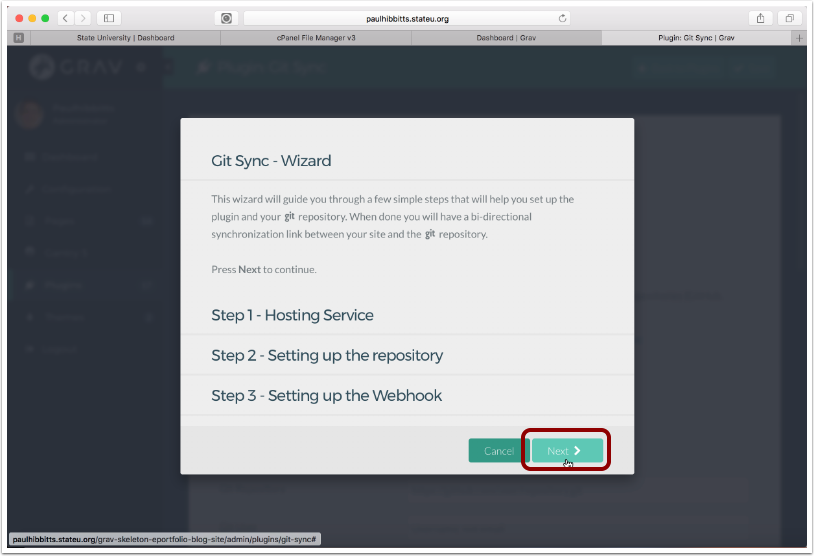 paulhibbitts.stateu.org
H
State University | Dashboard
cPanel File Manager v3
Dashboard | Grav
Plugin: Git Sync | Grav
GRAV
Plugin: Git Sync
Git Sync - Wizard
This wizard will guide you through a few simple steps that will help you set up the
plugin and your git repository. When done you will have a bi-directional
synchronization link between your site and the git repository.
Press Next to continue.
Step 1 - Hosting Service
Step 2 - Setting up the repository
Step 3 - Setting up the Webhook
Cancel
Next
paulhibbitts.stateu.org/grav-skeleton-eportfolio-blog-site/admin/plugins/git-sync#